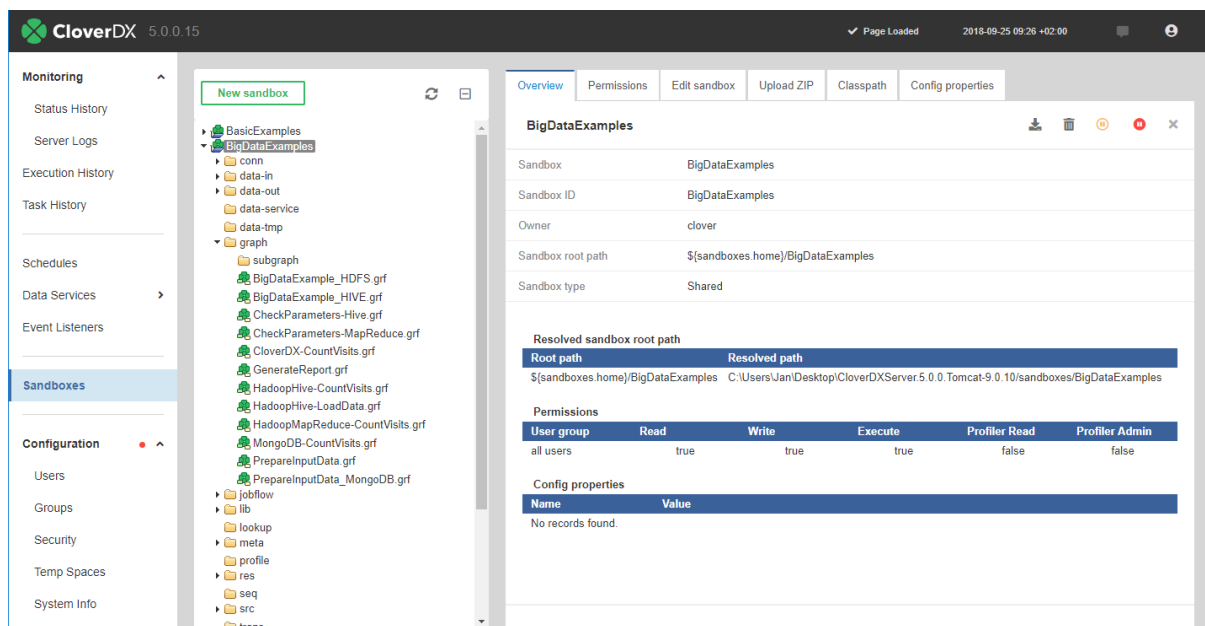 CloverDX 5.0.0.15
Page Loaded
2018-09-25 09:26 +02:00
Monitoring
Status History
Server Logs
Execution History
Task History
Schedules
Data Services
Event Listeners
Sandboxes
Configuration
Users
Groups
Security
Temp Spaces
System Info
New sandbox
BasicExamples
BigDataExamples
conn
data-in
data-out
data-service
data-tmp
graph
subgraph
BigDataExample_HDFS.grf
BigDataExample_HIVE.grf
CheckParameters-Hive.grf
CheckParameters-MapReduce.grf
CloverDX-CountVisits.grf
GenerateReport.grf
HadoopHive-CountVisits.grf
HadoopHive-LoadData.grf
HadoopMapReduce-CountVisits.grf
MongoDB-CountVisits.grf
PrepareInputData.grf
PrepareInputData_MongoDB.grf
jobflow
lib
lookup
meta
profile
res
seq
src
Overview Permissions Edit sandbox Upload ZIP Classpath Config properties
BigDataExamples
Sandbox BigDataExamples
Sandbox ID BigDataExamples
Owner clover
Sandbox root path ${sandboxes.home}/BigDataExamples
Sandbox type Shared
Resolved sandbox root path
Root path Resolved path
${sandboxes.home}/BigDataExamples C:\Users\Jan\Desktop\CloverDXServer.5.0.0.Tomcat-9.0.10/sandboxes/BigDataExamples
Permissions
User group Read Write Execute Profiler Read Profiler Admin
all users true true true false false
Config properties
Name Value
No records found.